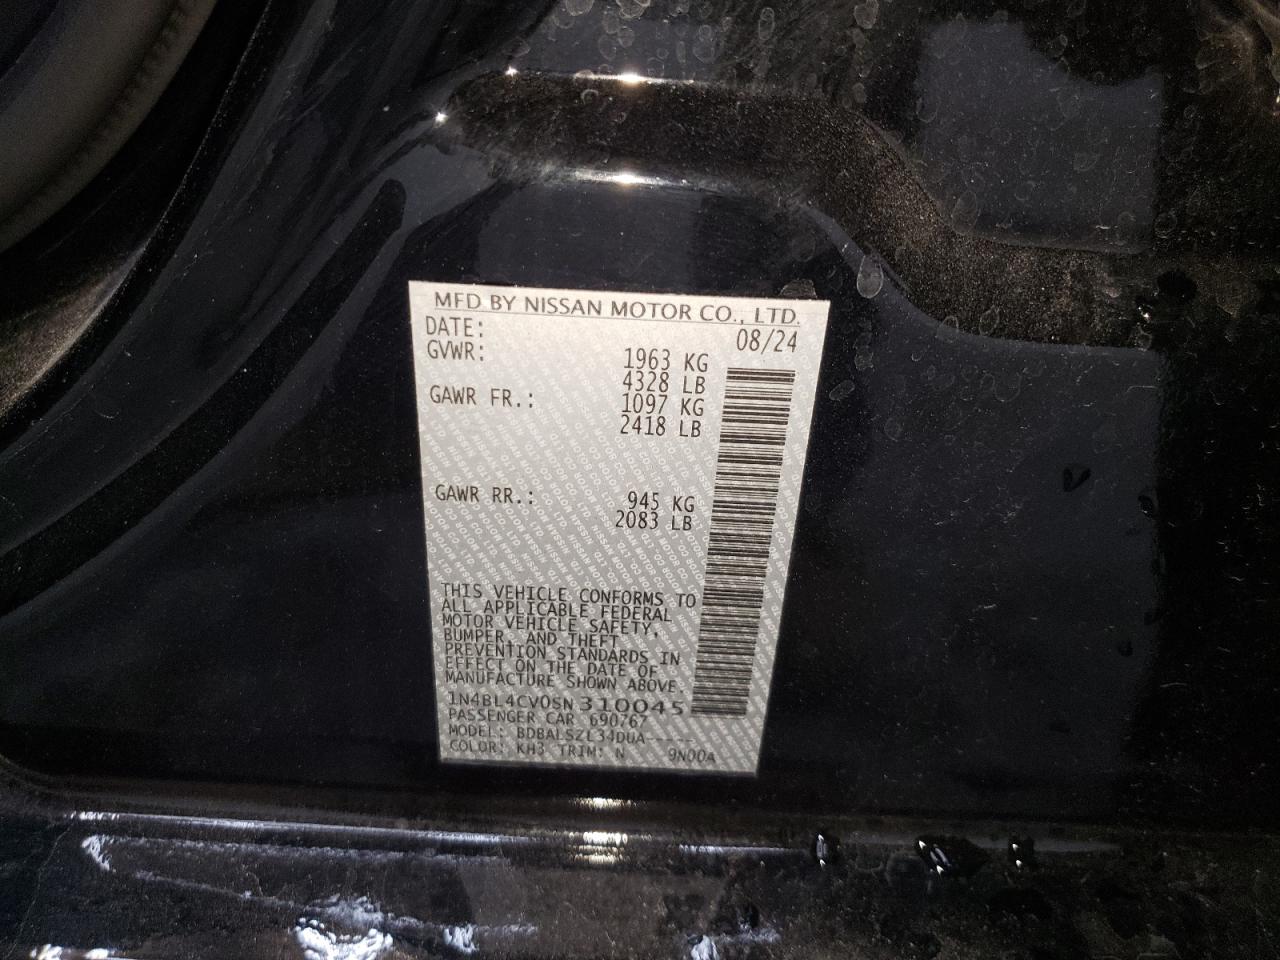 MFD. BY NISSAN MOTOR CO., LTD.
DATE: 08/24
GVWR: 1963 KG
4328 LB
GAWR FR.: 1097 KG
2418 LB
GAWR RR.: 945 KG
2083 LB
THIS VEHICLE CONFORMS TO
ALL APPLICABLE FEDERAL
MOTOR VEHICLE SAFETY,
BUMPER, AND THEFT
PREVENTION STANDARDS IN
EFFECT ON THE DATE OF
MANUFACTURE SHOWN ABOVE.
1N4BL4CV0SN310045
PASSENGER CAR 690767
MODEL: BDBALSZL34DUA-----
COLOR: KH3 TRIM: N 9N00A